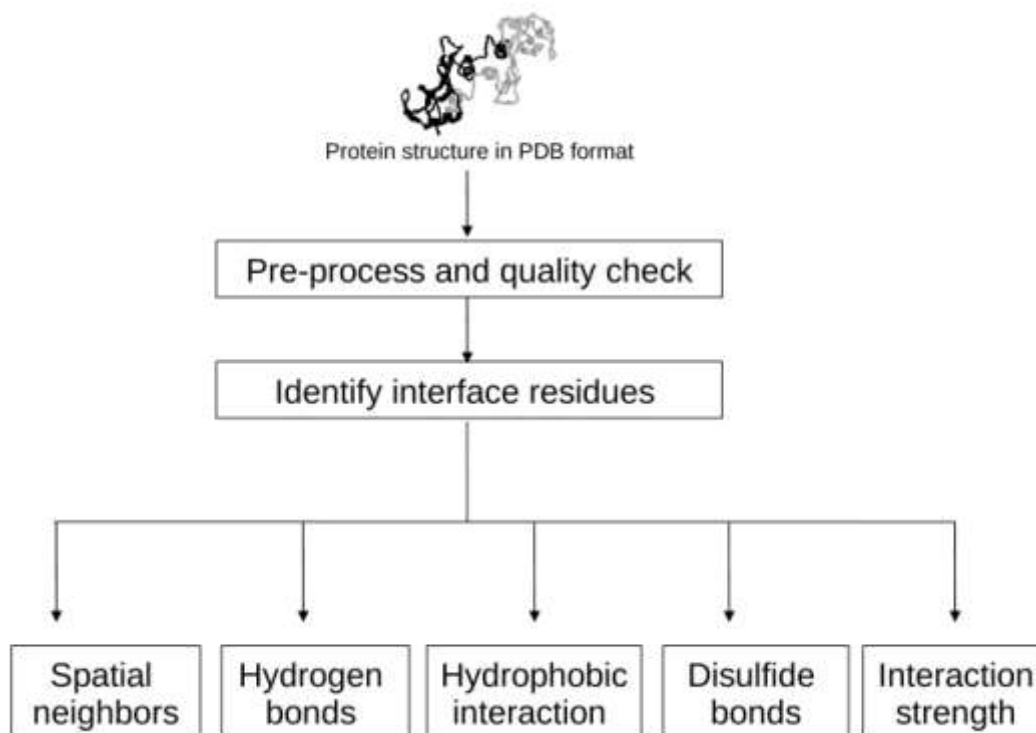 Protein structure in PDB format
Pre-process and quality check
Identify interface residues
Spatial
neighbors
Hydrogen
bonds
Hydrophobic
interaction
Disulfide
bonds
Interaction
strength